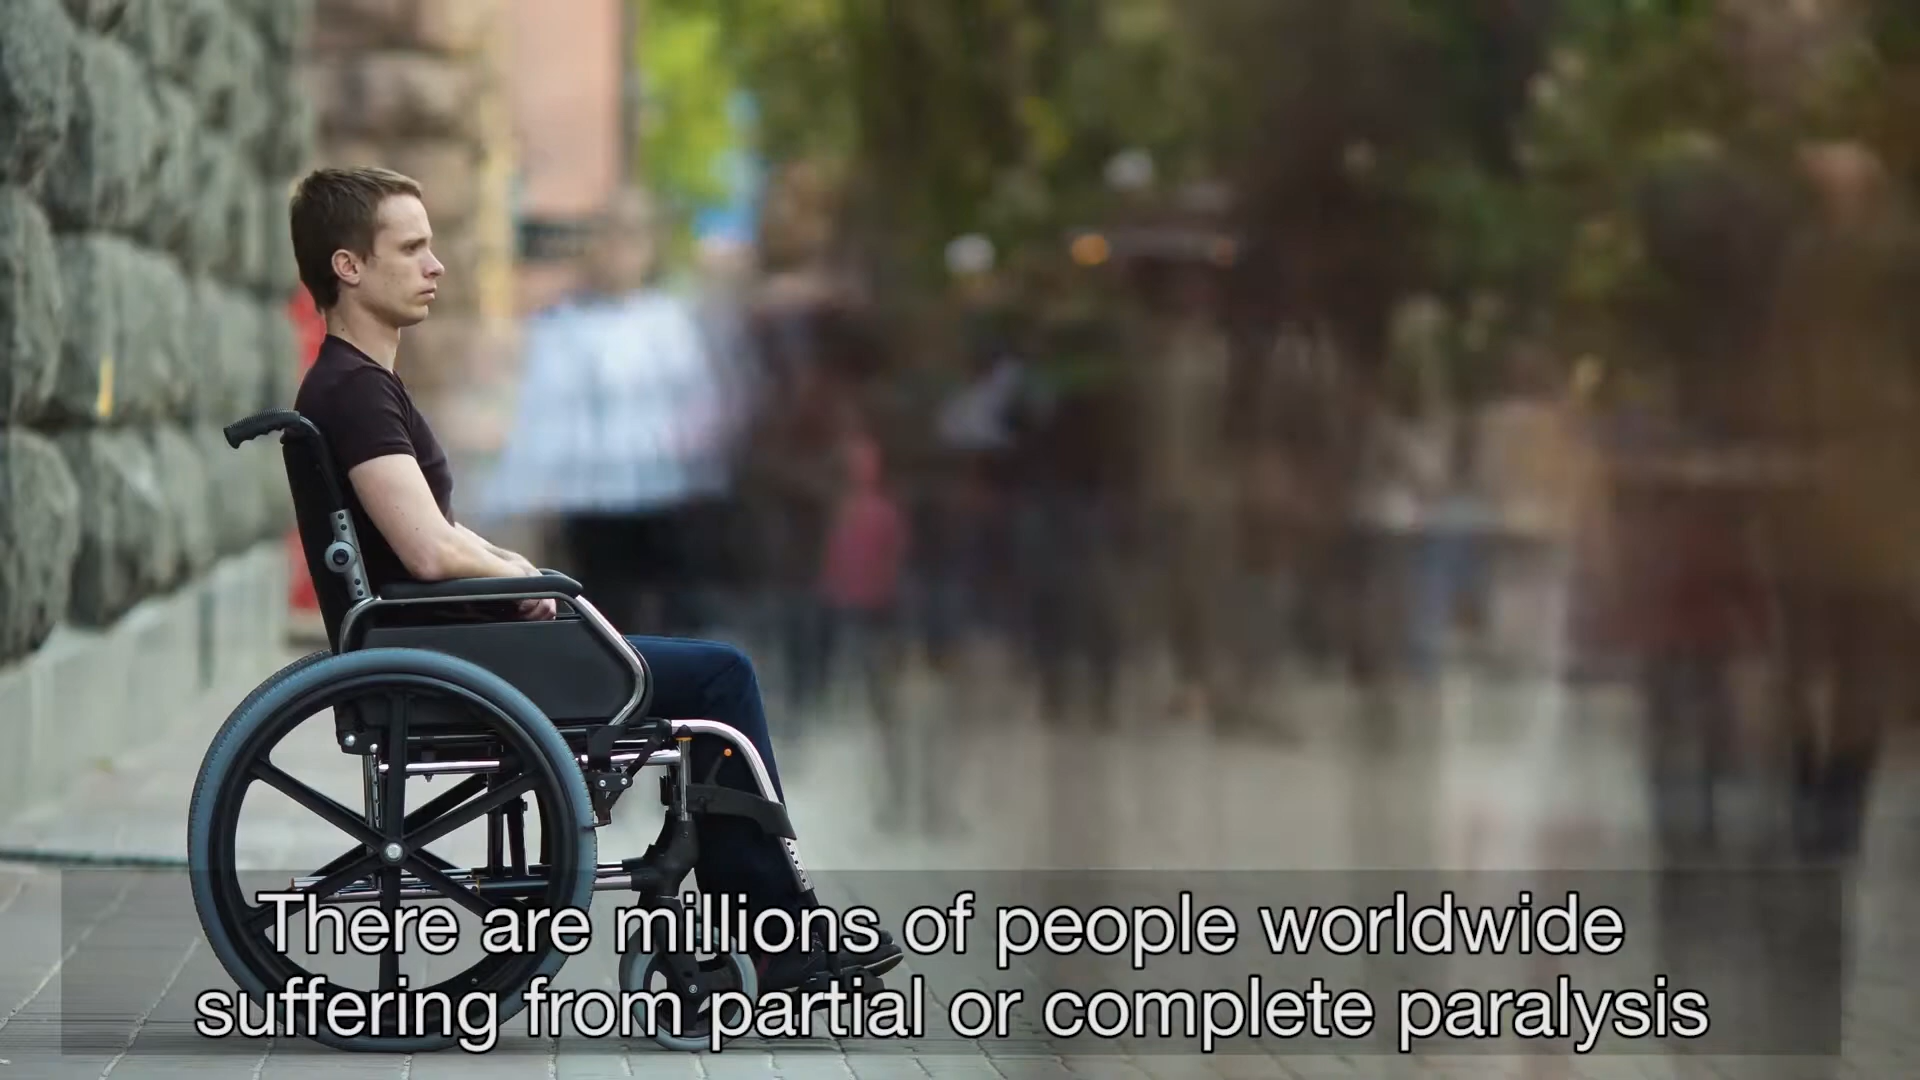 There are millions of people worldwide
suffering from partial or complete paralysis